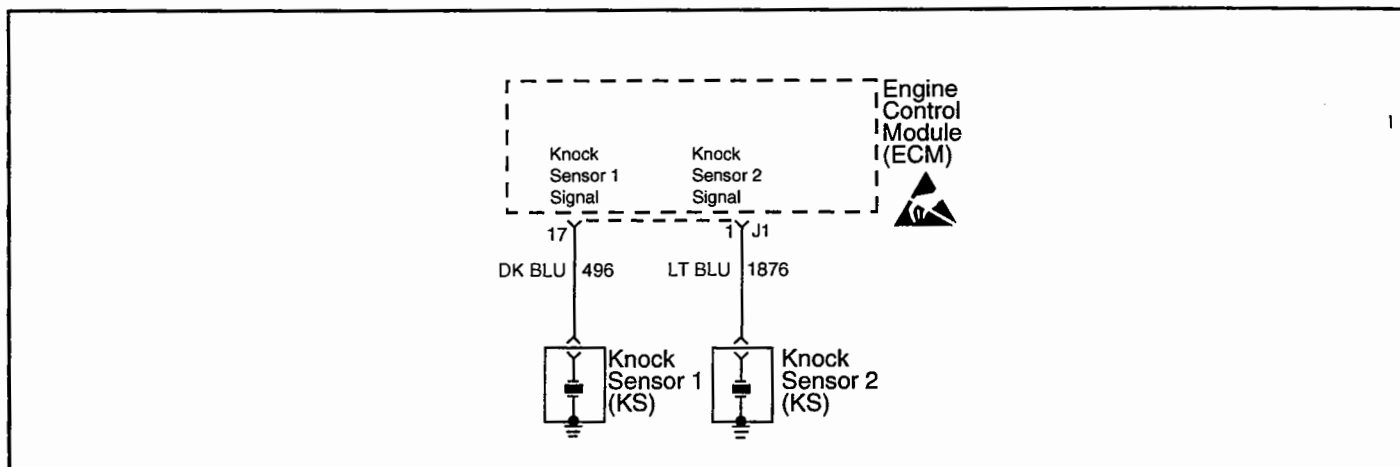 Engine
Control
Module
(ECM)
Knock
Sensor 1
Signal
Knock
Sensor 2
Signal
17
1 J1
DK BLU 496
LT BLU 1876
Knock
Sensor 1
(KS)
Knock
Sensor 2
(KS)